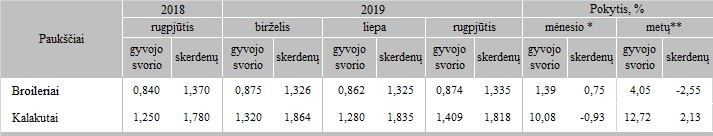 Paukščiai 2018 2019 Pokytis, %
rugpjūtis birželis liepa rugpjūtis mėnesio * metų**
gyvojo svorio skerdenų gyvojo svorio skerdenų gyvojo svorio skerdenų gyvojo svorio skerdenų gyvojo svorio skerdenų gyvojo svorio skerdenų
Broileriai 0,840 1,370 0,875 1,326 0,862 1,325 0,874 1,335 1,39 0,75 4,05 -2,55
Kalakutai 1,250 1,780 1,320 1,864 1,280 1,835 1,409 1,818 10,08 -0,93 12,72 2,13